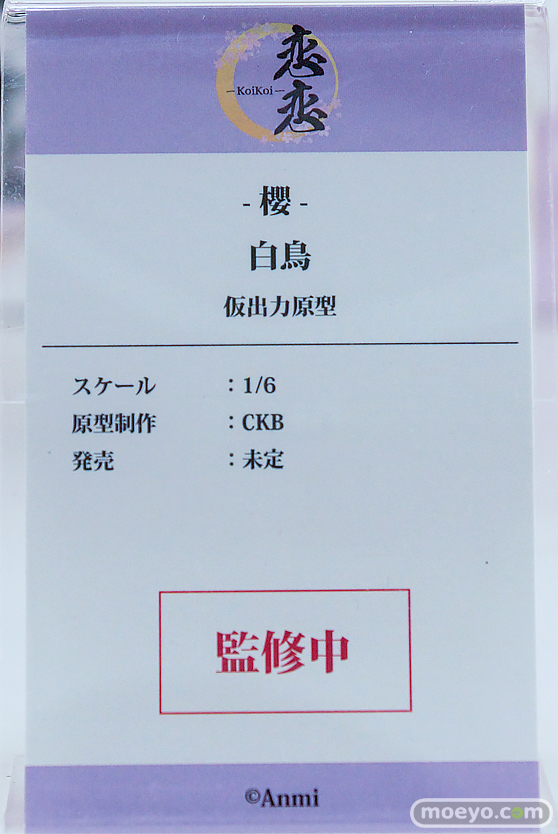 恋恋
KoiKoi
- 櫻 -
白鳥
仮出力原型
スケール：1/6
原型制作：CKB
発売：未定
監修中
©Anmi
moeyo.com